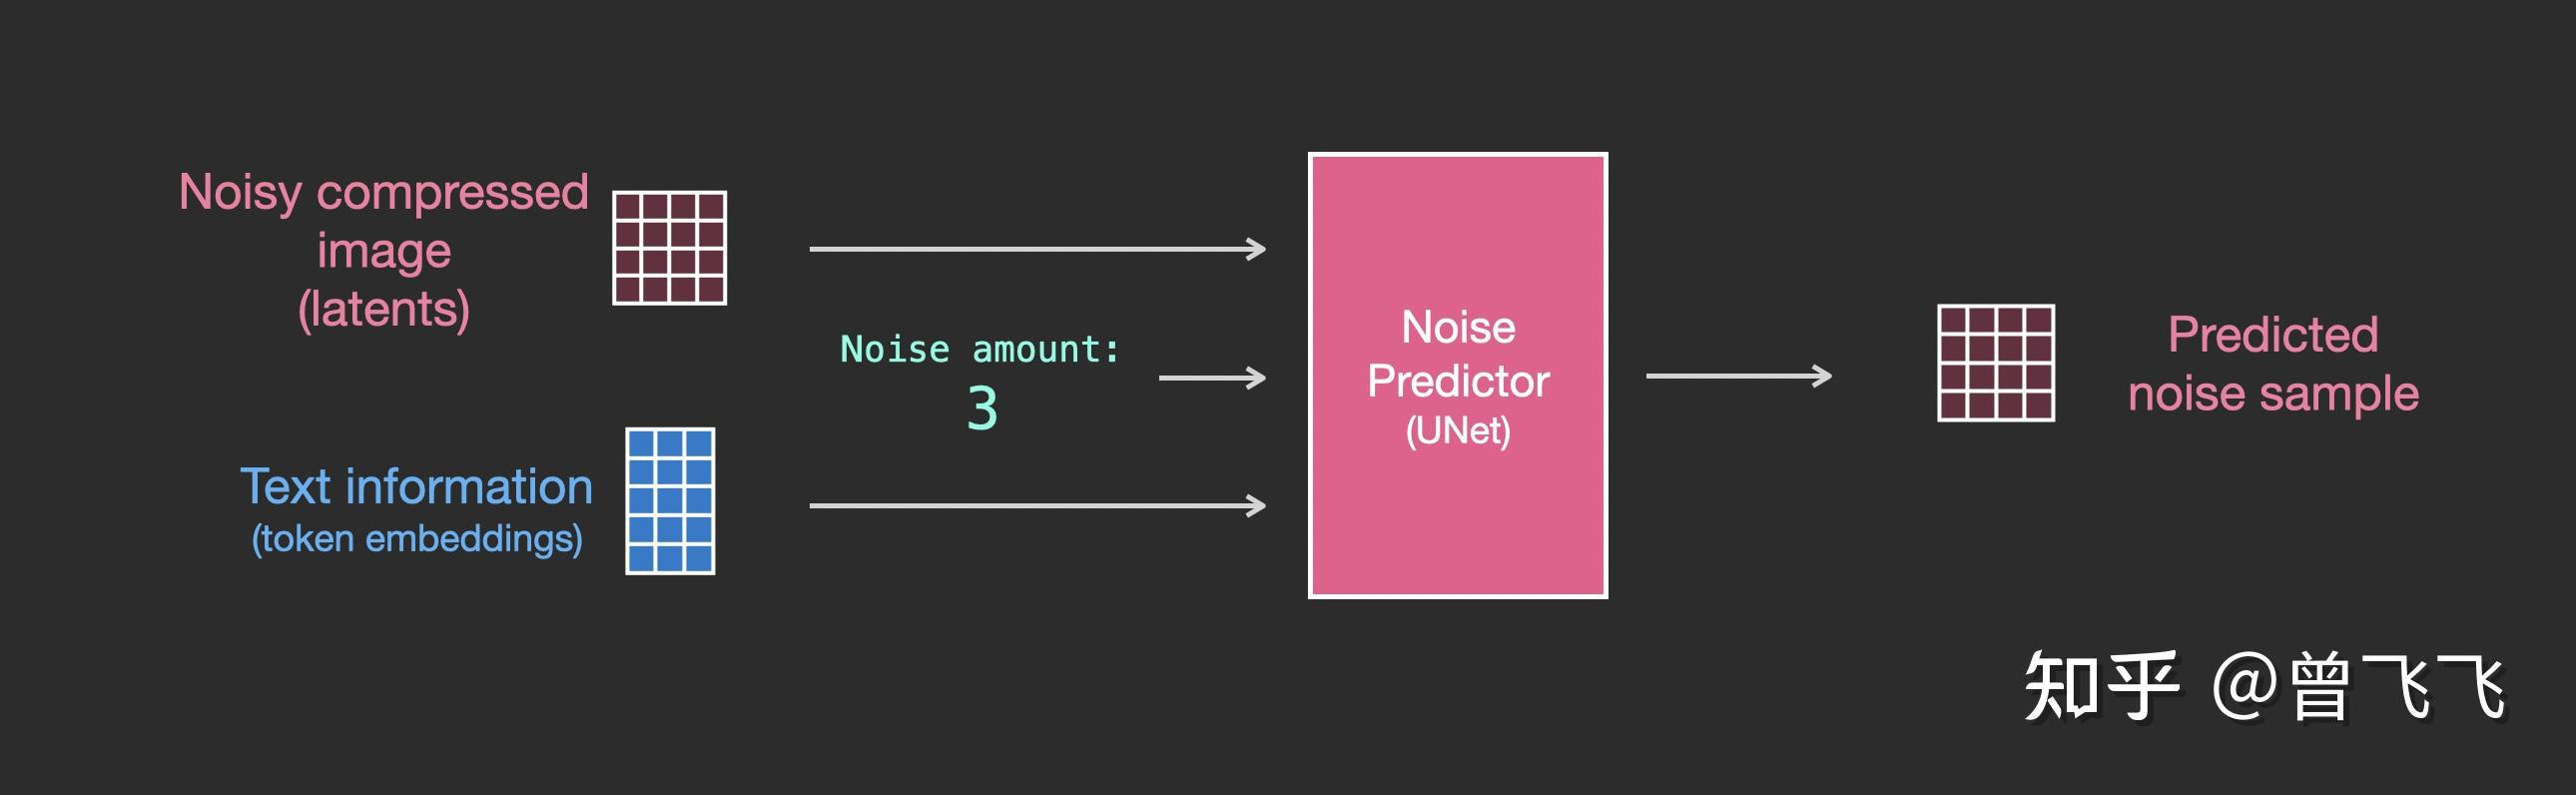 Noisy compressed
image
(latents)
Text information
(token embeddings)
Noise amount:
3
Noise
Predictor
(UNet)
Predicted
noise sample
知乎 @曾飞飞